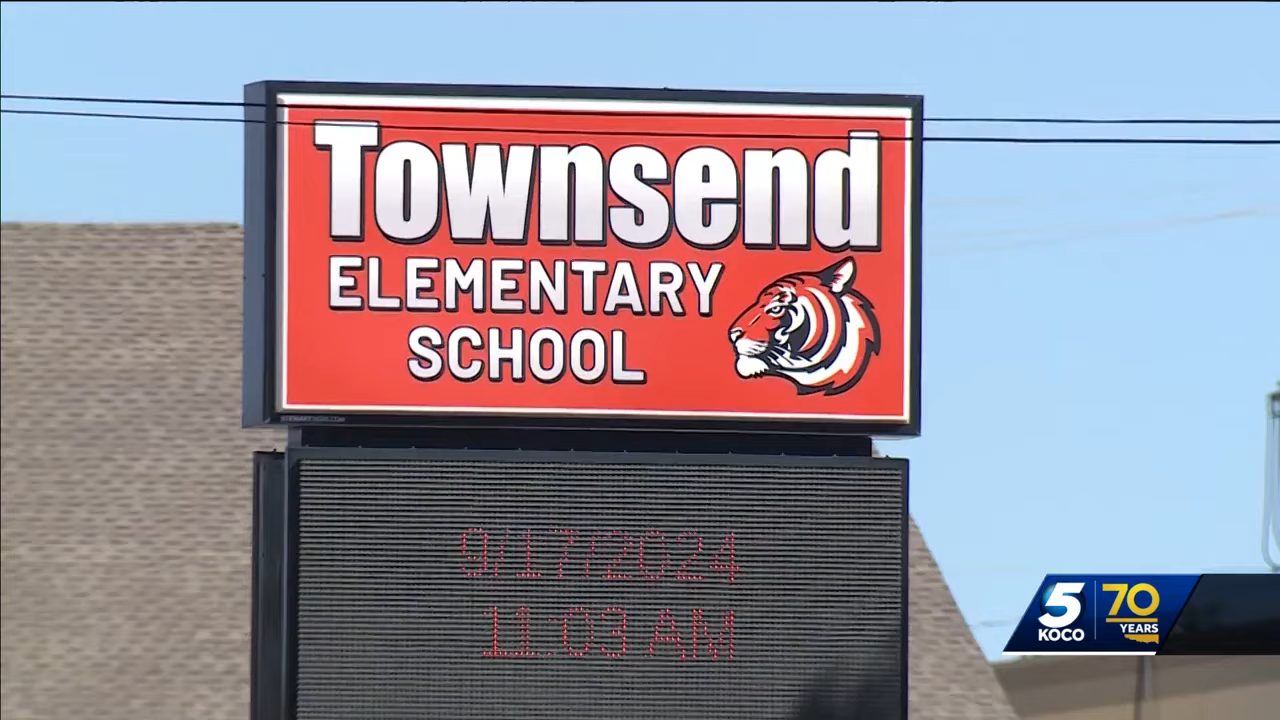 Townsend
ELEMENTARY
SCHOOL
9/17/2024
11:03 AM
5
KOCO
70
YEARS